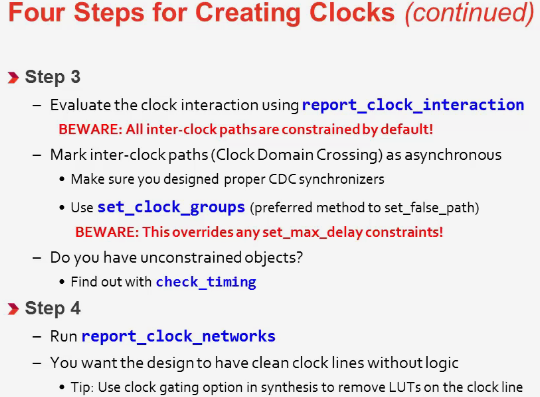 Four Steps for Creating Clocks (continued)
Step 3
– Evaluate the clock interaction using report_clock_interaction
BEWARE: All inter-clock paths are constrained by default!
– Mark inter-clock paths (Clock Domain Crossing) as asynchronous
• Make sure you designed proper CDC synchronizers
• Use set_clock_groups (preferred method to set_false_path)
BEWARE: This overrides any set_max_delay constraints!
– Do you have unconstrained objects?
• Find out with check_timing
Step 4
– Run report_clock_networks
– You want the design to have clean clock lines without logic
• Tip: Use clock gating option in synthesis to remove LUTs on the clock line